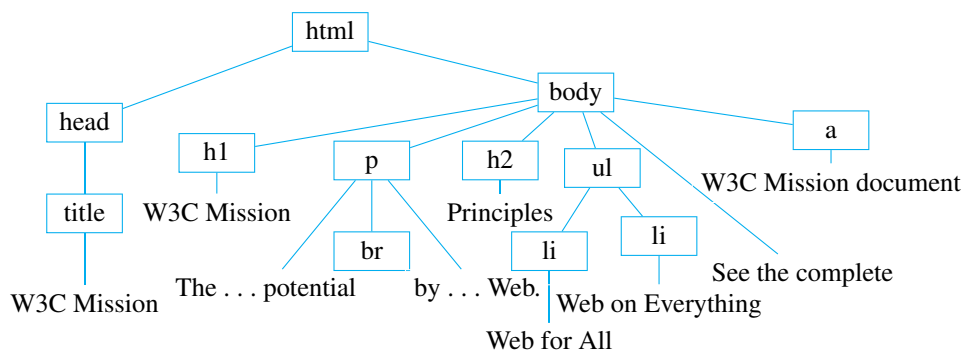 html
body
head
a
h1
p
h2
ul
W3C Mission document
W3C Mission
Principles
title
li
br
li
See the complete
The . . . potential
by . . . Web.
W3C Mission
Web on Everything
Web for All